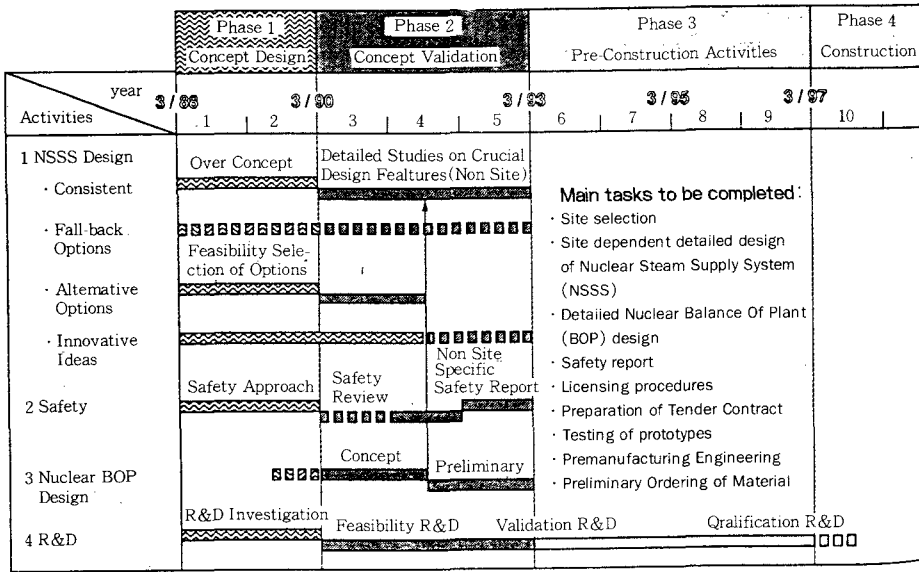 Phase 1
Concept Design
Phase 2
Concept Validation
Phase 3
Pre-Construction Activities
Phase 4
Construction
year
Activities
3 / 88
3 / 90
3 / 93
3 / 95
3 / 97
1 2 3 4 5 6 7 8 9 10
1 NSSS Design
· Consistent
Over Concept
Detailed Studies on Crucial
Design Fealtures (Non Site)
· Fall-back
Options
Feasibility Sele-
ction of Options
· Altemative
Options
· Innovative
Ideas
Non Site
Specific
Safety Report
2 Safety
Safety Approach
Safety
Review
3 Nuclear BOP
Design
Concept
Preliminary
4 R&D
R&D Investigation
Feasibility R&D
Validation R&D
Qralification R&D
Main tasks to be completed:
· Site selection
· Site dependent detailed design
of Nuclear Steam Supply System
(NSSS)
· Detailed Nuclear Balance Of Plant
(BOP) design
· Safety report
· Licensing procedures
· Preparation of Tender Contract
· Testing of prototypes
· Premanufacturing Engineering
· Preliminary Ordering of Material